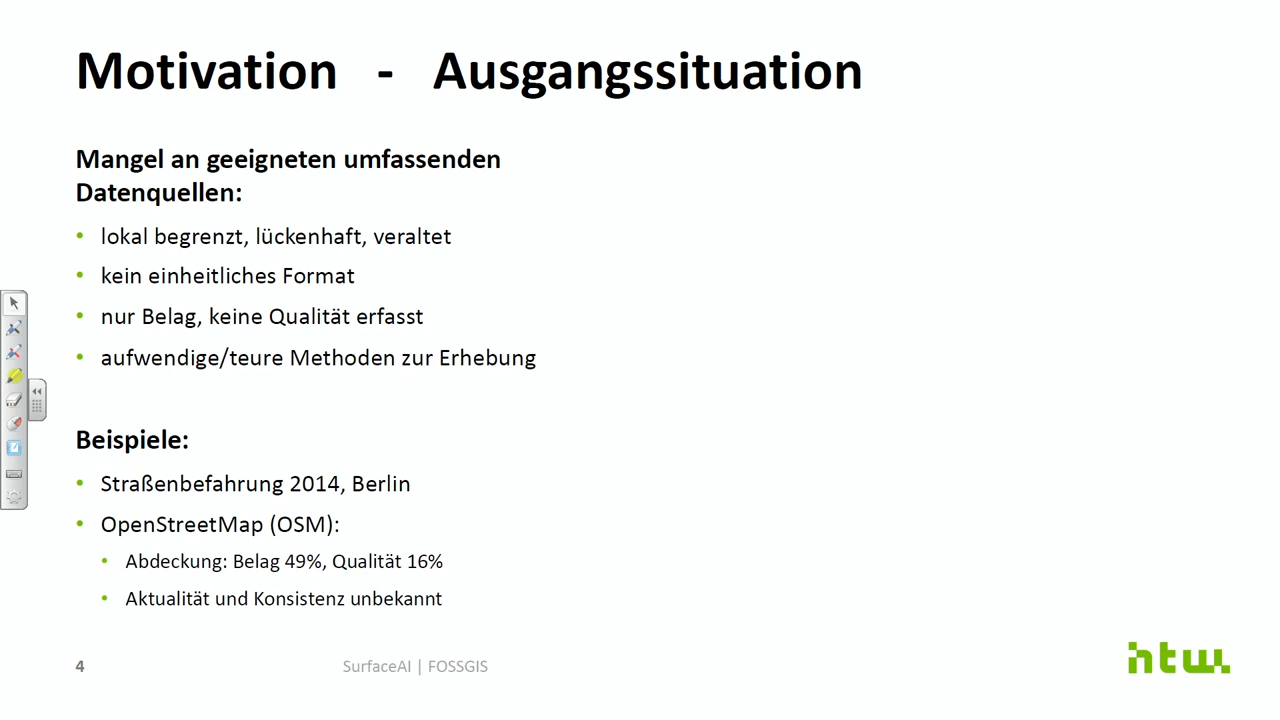 Motivation - Ausgangssituation
Mangel an geeigneten umfassenden
Datenquellen:
• lokal begrenzt, lückenhaft, veraltet
• kein einheitliches Format
• nur Belag, keine Qualität erfasst
• aufwendige/teure Methoden zur Erhebung
Beispiele:
• Straßenbefahrung 2014, Berlin
• OpenStreetMap (OSM):
• Abdeckung: Belag 49%, Qualität 16%
• Aktualität und Konsistenz unbekannt
4
SurfaceAI | FOSSGIS
htw.